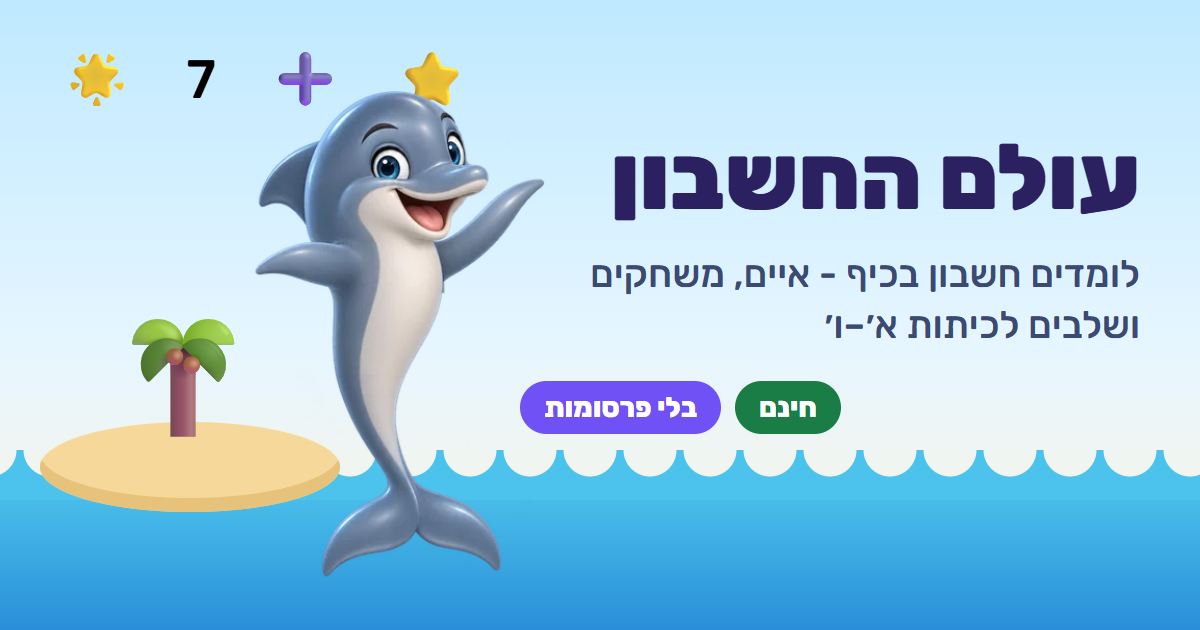 7
עולם החשבון
לומדים חשבון בכיף - איים, משחקים
ושלבים לכיתות א׳–ו׳
חינם
בלי פרסומות